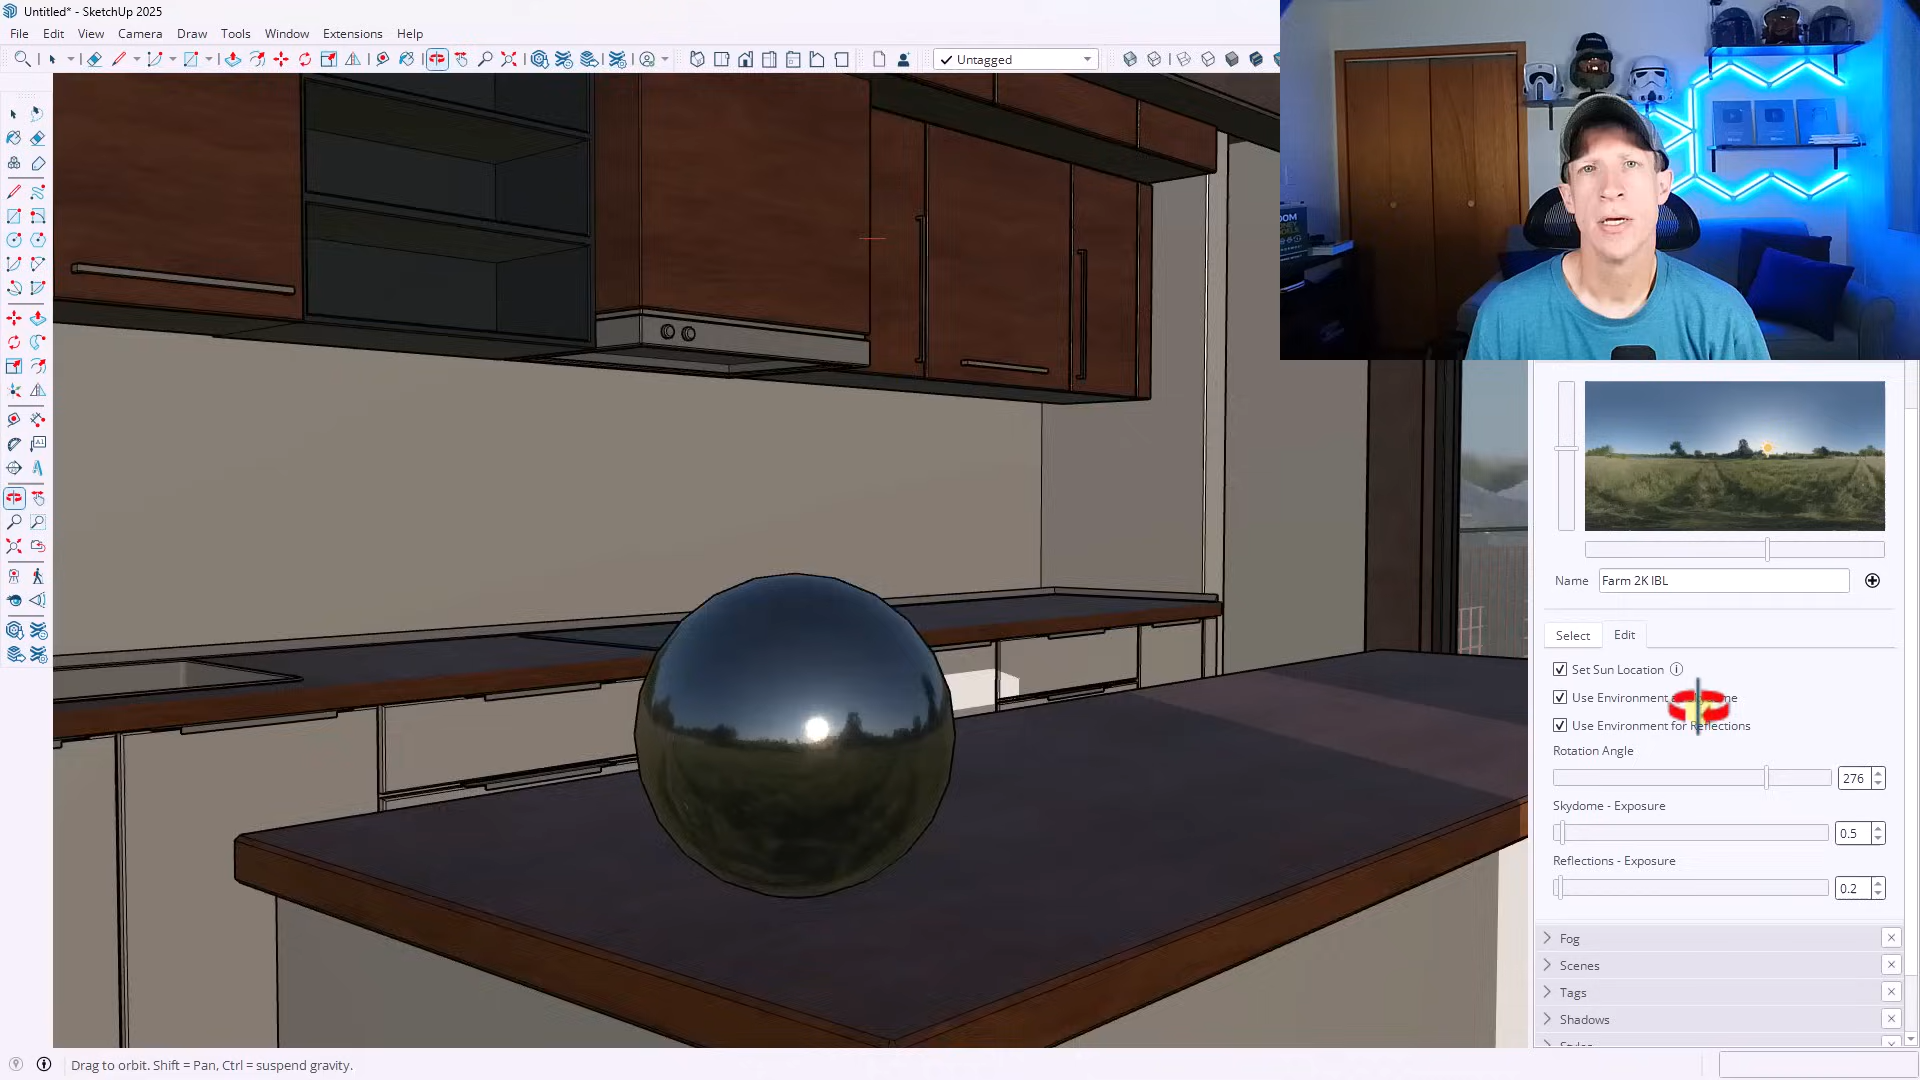 Untitled* - SketchUp 2025
File Edit View Camera Draw Tools Window Extensions Help
Untagged
Name Farm 2K IBL
Select Edit
Set Sun Location
Use Environment
Use Environment for Reflections
Rotation Angle
276
Skydome - Exposure
0.5
Reflections - Exposure
0.2
Fog
Scenes
Tags
Shadows
Drag to orbit. Shift = Pan, Ctrl = suspend gravity.